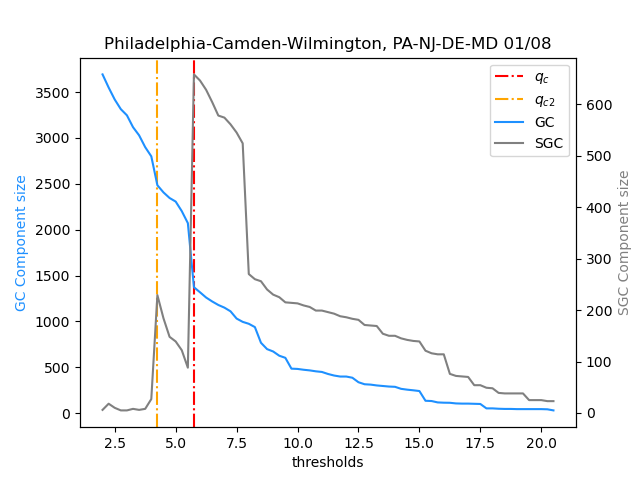 Philadelphia-Camden-Wilmington, PA-NJ-DE-MD 01/08
q_c
q_{c2}
GC
SGC
GC Component size
SGC Component size
3500
3000
2500
2000
1500
1000
500
0
600
500
400
300
200
100
0
2.5 5.0 7.5 10.0 12.5 15.0 17.5 20.0
thresholds